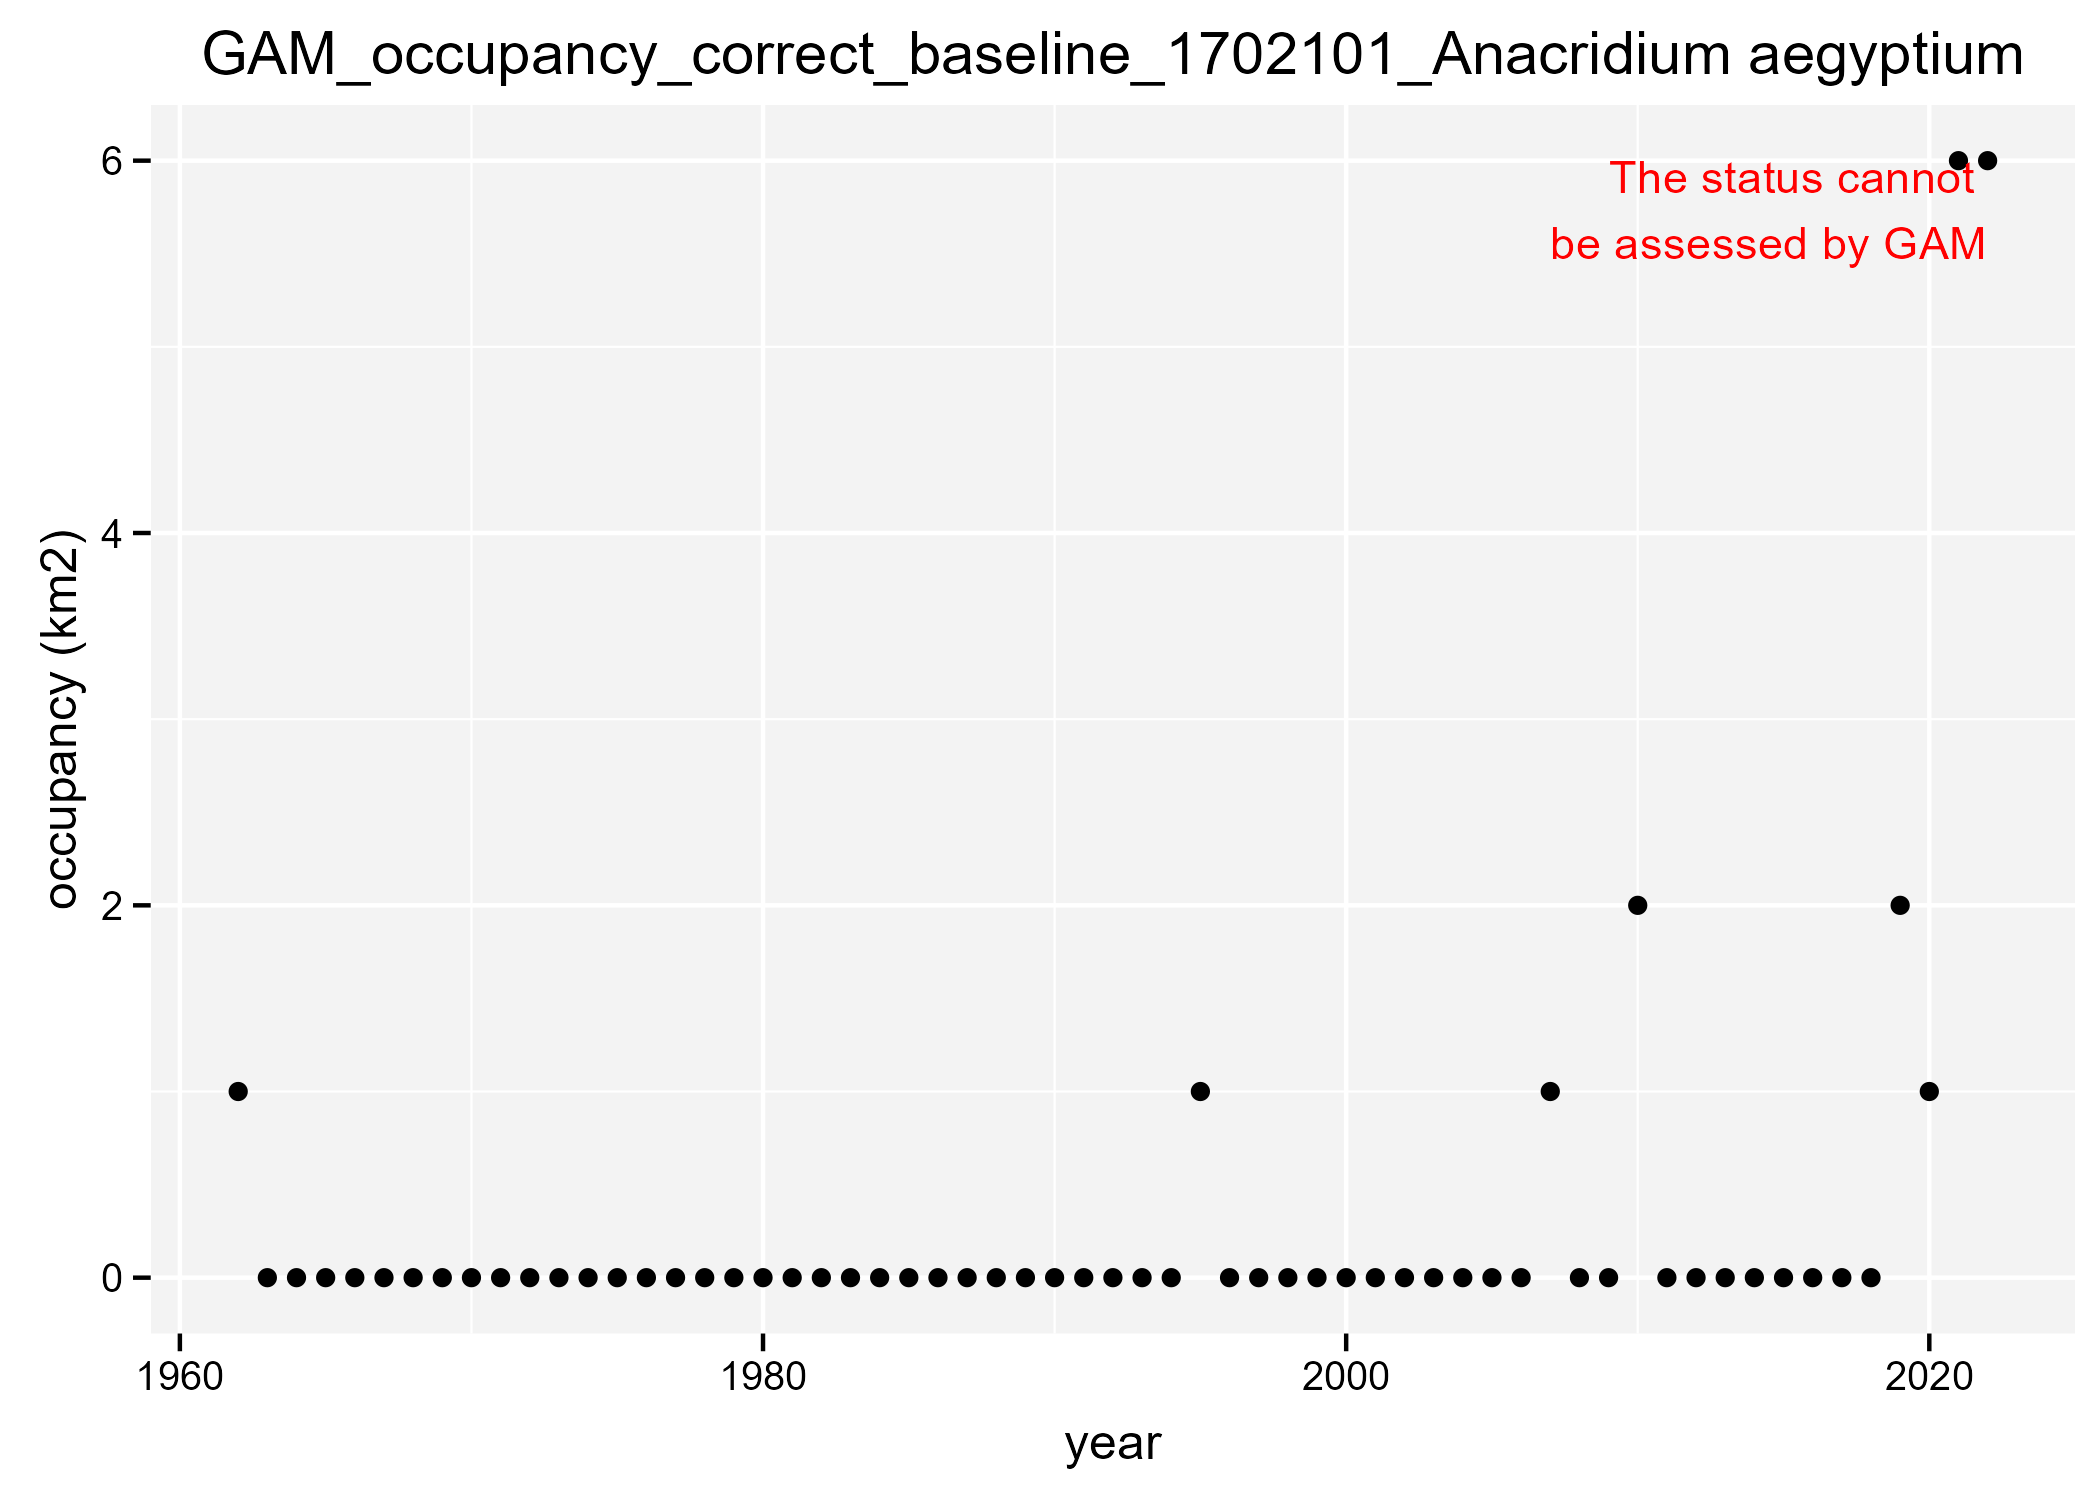 GAM_occupancy_correct_baseline_1702101_Anacridium aegyptium
6
The status cannot
be assessed by GAM
4
occupancy (km2)
2
0
1960 1980 2000 2020
year